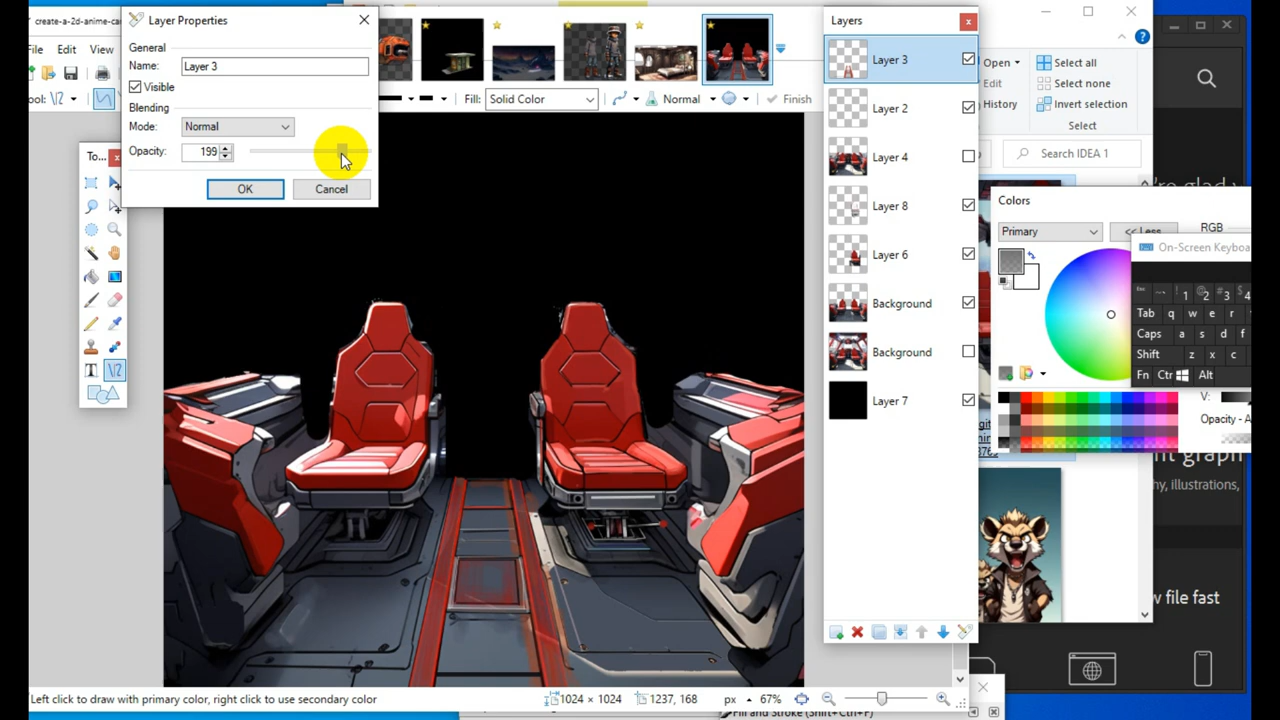 create-a-2d-anime-ca
Layer Properties
File Edit View
General
Name: Layer 3
Visible
Blending
Mode: Normal
Opacity: 199
OK Cancel
Fill: Solid Color
Normal
Finish
To...
Layers
Layer 3
Layer 2
Layer 4
Layer 8
Layer 6
Background
Background
Layer 7
Open
Edit
History
Select all
Select none
Invert selection
Select
Search IDEA 1
Colors
Primary
<< Less
RGB
On-Screen Keyboa
Tab q w e r
Caps a s d f
Shift z x c
Fn Ctr Alt
V:
Opacity - A
w file fast
Left click to draw with primary color, right click to use secondary color
1024 × 1024
1237, 168
px
67%
Fill and Stroke (Shift+Ctrl+F)